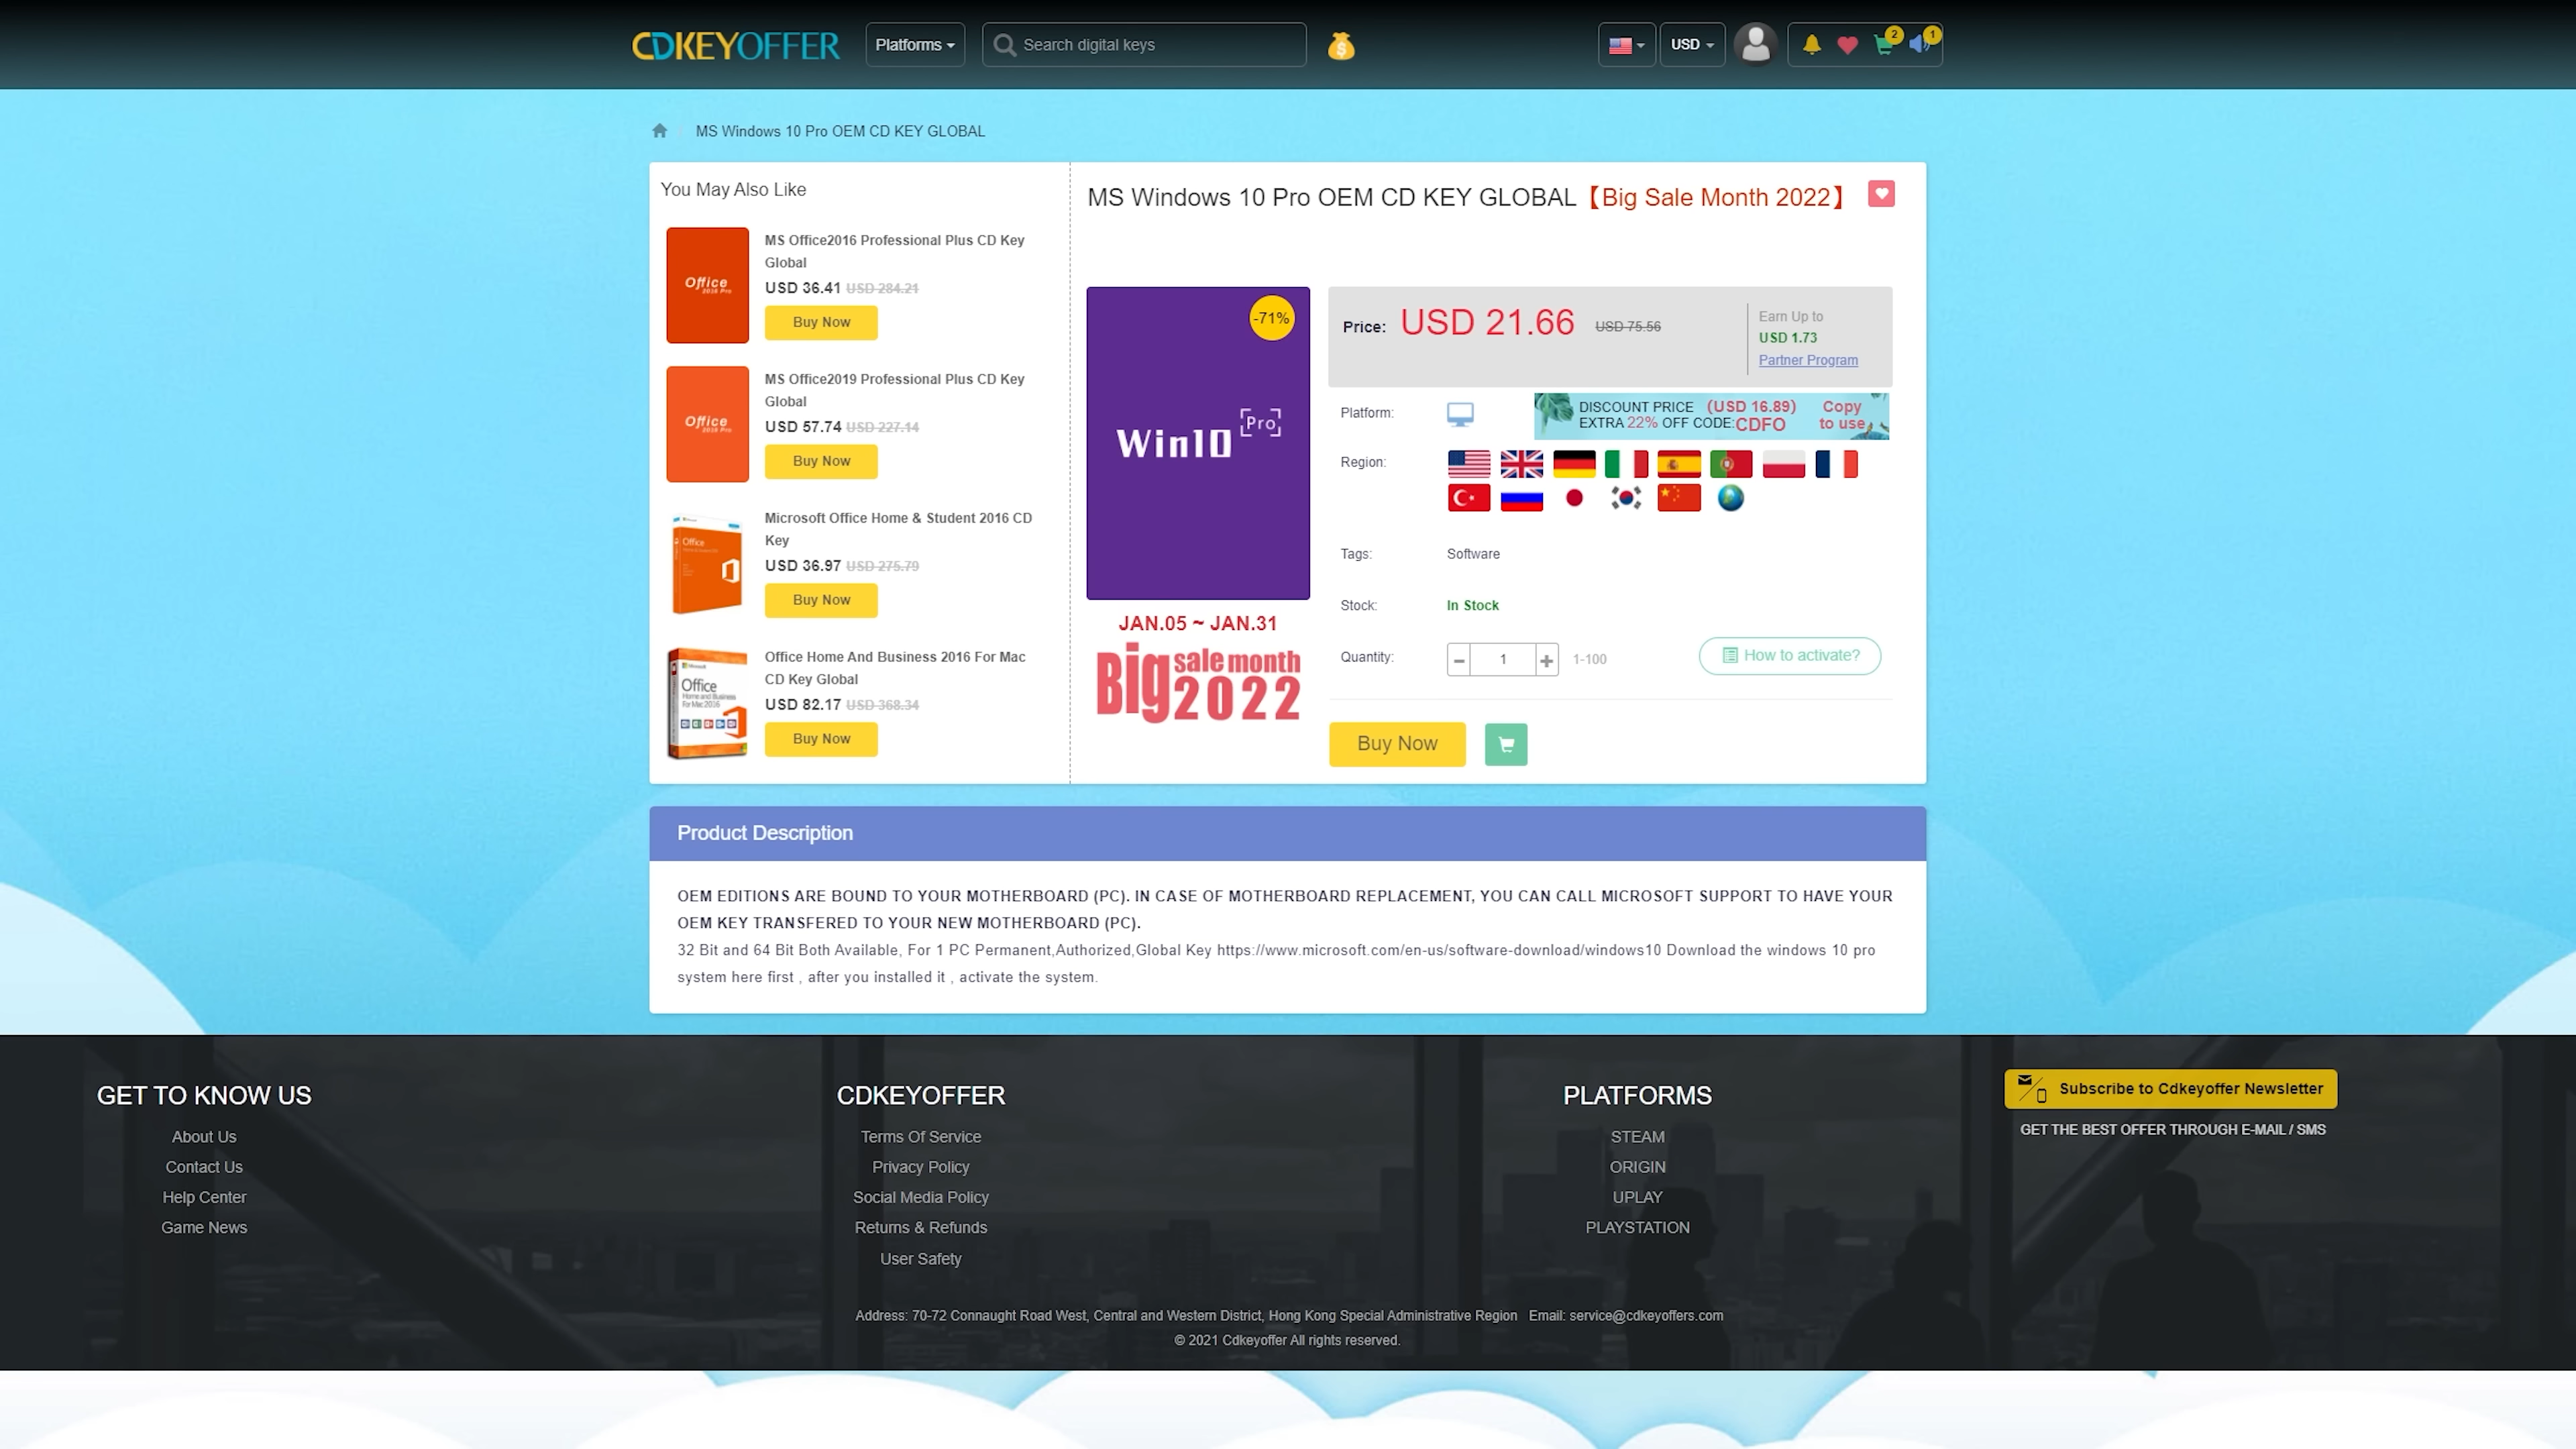 CDKEYOFFER
Platforms
Search digital keys
USD
2
1
MS Windows 10 Pro OEM CD KEY GLOBAL
You May Also Like
Office
MS Office2016 Professional Plus CD Key
Global
USD 36.41 USD 284.21
Buy Now
Office
MS Office2019 Professional Plus CD Key
Global
USD 57.74 USD 227.14
Buy Now
Office
Microsoft Office Home & Student 2016 CD
Key
USD 36.97 USD 275.79
Buy Now
Microsoft
Office
Home and Business
For Mac 2016
Office Home And Business 2016 For Mac
CD Key Global
USD 82.17 USD 368.34
Buy Now
MS Windows 10 Pro OEM CD KEY GLOBAL【Big Sale Month 2022】
-71%
Win10 Pro
JAN.05 ~ JAN.31
Big sale month
2022
Price: USD 21.66 USD 75.56
Earn Up to
USD 1.73
Partner Program
Platform:
DISCOUNT PRICE (USD 16.89) Copy
EXTRA 22% OFF CODE:CDFO to use
Region:
Tags: Software
Stock: In Stock
Quantity: - 1 + 1-100
How to activate?
Buy Now
Product Description
OEM EDITIONS ARE BOUND TO YOUR MOTHERBOARD (PC). IN CASE OF MOTHERBOARD REPLACEMENT, YOU CAN CALL MICROSOFT SUPPORT TO HAVE YOUR
OEM KEY TRANSFERED TO YOUR NEW MOTHERBOARD (PC).
32 Bit and 64 Bit Both Available, For 1 PC Permanent,Authorized,Global Key https://www.microsoft.com/en-us/software-download/windows10 Download the windows 10 pro
system here first , after you installed it , activate the system.
GET TO KNOW US
About Us
Contact Us
Help Center
Game News
CDKEYOFFER
Terms Of Service
Privacy Policy
Social Media Policy
Returns & Refunds
User Safety
PLATFORMS
STEAM
ORIGIN
UPLAY
PLAYSTATION
Subscribe to Cdkeyoffer Newsletter
GET THE BEST OFFER THROUGH E-MAIL / SMS
Address: 70-72 Connaught Road West, Central and Western District, Hong Kong Special Administrative Region Email: service@cdkeyoffers.com
© 2021 Cdkeyoffer All rights reserved.